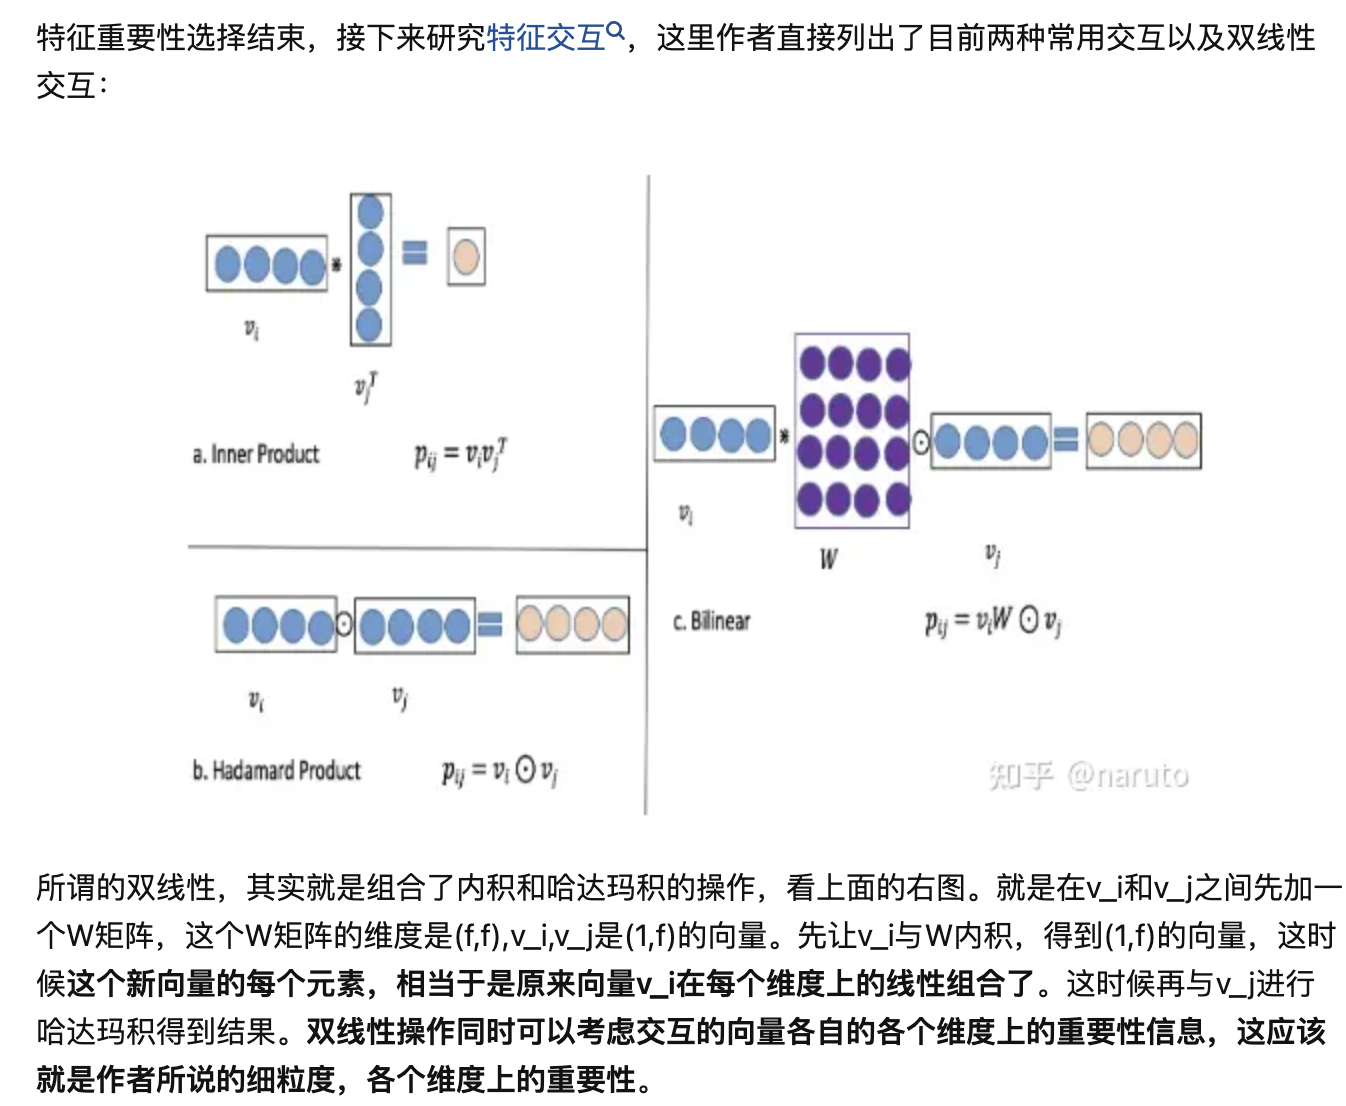 特征重要性选择结束，接下来研究特征交互，这里作者直接列出了目前两种常用交互以及双线性
交互：
v_i
v_j^T
a. Inner Product
p_ij = v_i v_j^T
v_i
W
v_j
c. Bilinear
p_ij = v_i W ⊙ v_j
v_i
v_j
b. Hadamard Product
p_ij = v_i ⊙ v_j
知乎 @naruto
所谓的双线性，其实就是组合了内积和哈达玛积的操作，看上面的右图。就是在v_i和v_j之间先加一
个W矩阵，这个W矩阵的维度是(f,f),v_i,v_j是(1,f)的向量。先让v_i与W内积，得到(1,f)的向量，这时
候这个新向量的每个元素，相当于是原来向量v_i在每个维度上的线性组合了。这时候再与v_j进行
哈达玛积得到结果。双线性操作同时可以考虑交互的向量各自的各个维度上的重要性信息，这应该
就是作者所说的细粒度，各个维度上的重要性。